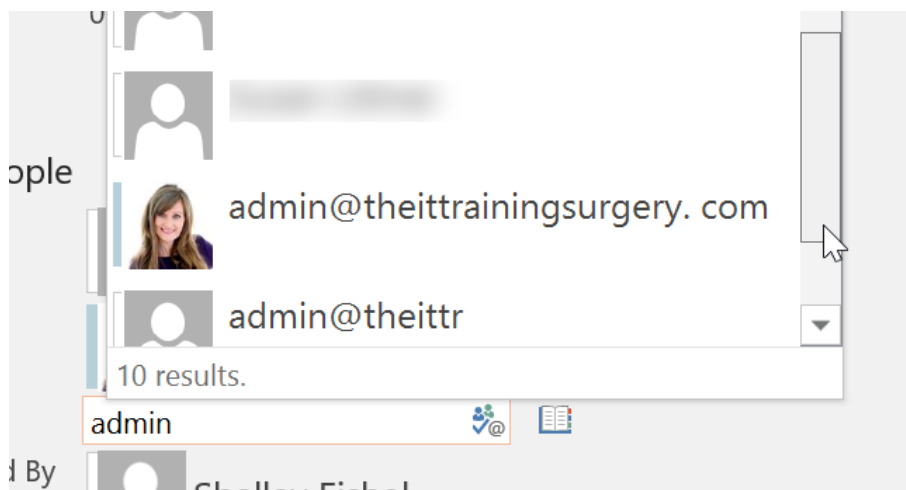 ople
admin@theittrainingsurgery. com
admin@theittr
10 results.
admin
d By